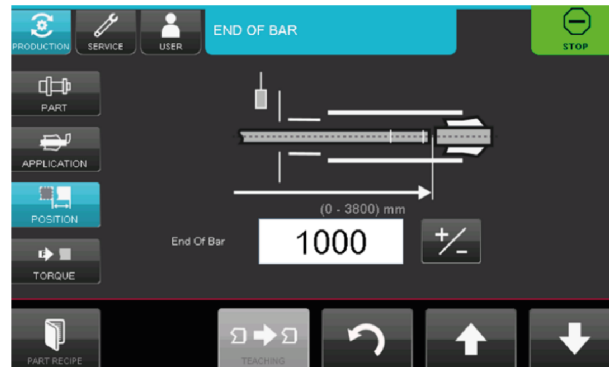 PRODUCTION
SERVICE
USER
END OF BAR
STOP
PART
APPLICATION
POSITION
TORQUE
(0 - 3800) mm
End Of Bar
1000
+/-
PART RECIPE
TEACHING